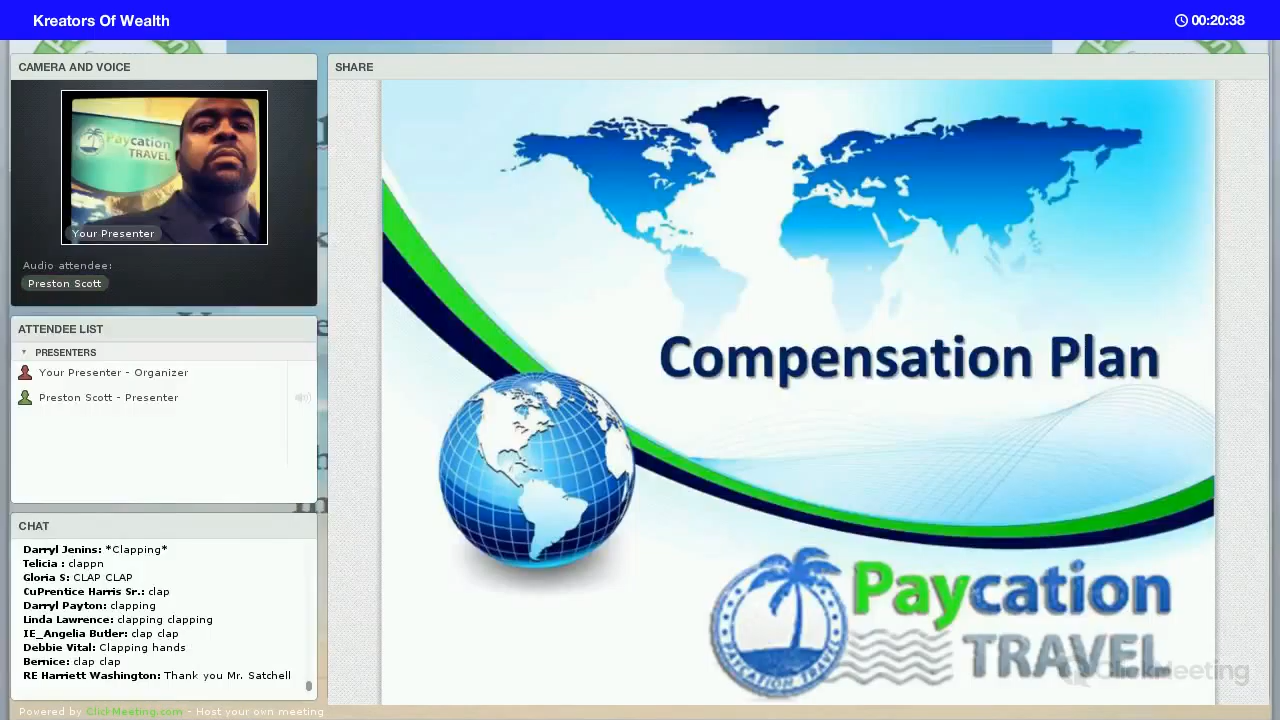 Kreators Of Wealth
00:20:38
CAMERA AND VOICE
Paycation
TRAVEL
Your Presenter
Audio attendee:
Preston Scott
ATTENDEE LIST
PRESENTERS
Your Presenter - Organizer
Preston Scott - Presenter
CHAT
Darryl Jenins: *Clapping*
Telicia : clappn
Gloria S: CLAP CLAP
CuPrentice Harris Sr.: clap
Darryl Payton: clapping
Linda Lawrence: clapping clapping
IE_Angelia Butler: clap clap
Debbie Vital: Clapping hands
Bernice: clap clap
RE Harriett Washington: Thank you Mr. Satchell
Powered by ClickMeeting.com - Host your own meeting
SHARE
Compensation Plan
PAYCATION TRAVEL
Paycation
TRAVEL
ClickMeeting